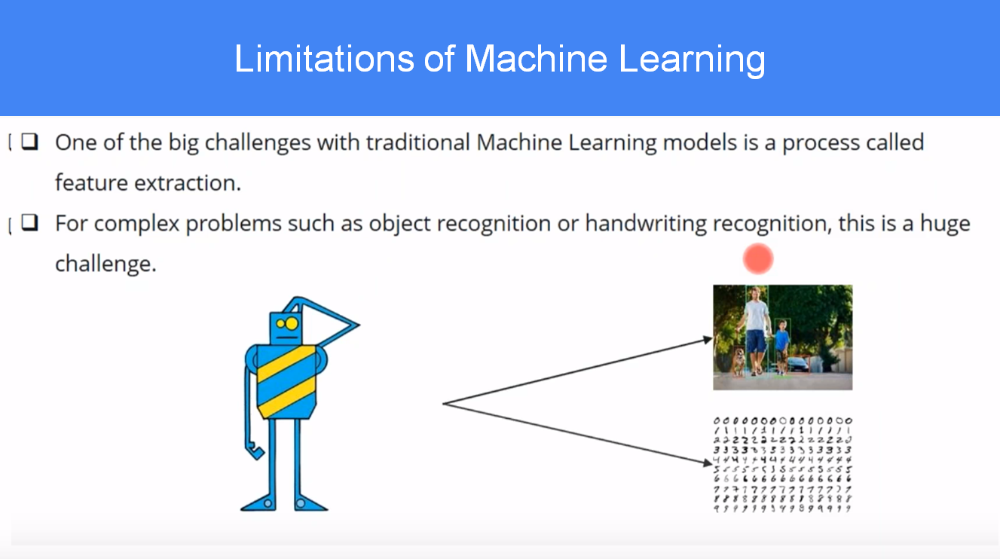 Limitations of Machine Learning
❑ One of the big challenges with traditional Machine Learning models is a process called
feature extraction.
❑ For complex problems such as object recognition or handwriting recognition, this is a huge
challenge.